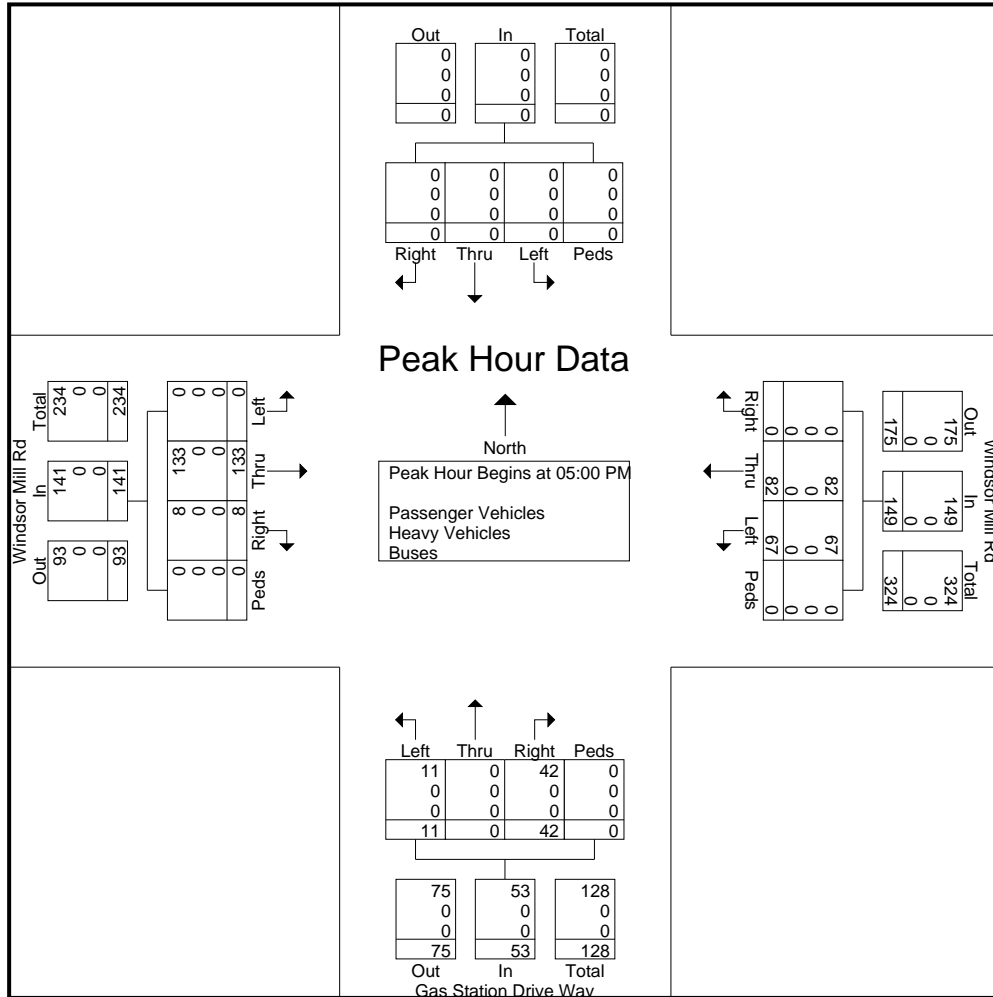 Out In Total
0 0 0
0 0 0
0 0 0
0 0 0
0 0 0 0
0 0 0 0
0 0 0 0
0 0 0 0
Right Thru Left Peds
Peak Hour Data
North
Peak Hour Begins at 05:00 PM
Passenger Vehicles
Heavy Vehicles
Buses
Windsor Mill Rd
Out In Total
93 141 234
0 0 0
0 0 0
93 141 234
0 8 133 0
0 0 0 0
0 0 0 0
0 8 133 0
Peds Right Thru Left
Windsor Mill Rd
Out In Total
175 149 324
0 0 0
0 0 0
175 149 324
0 82 67 0
0 0 0 0
0 0 0 0
0 82 67 0
Right Thru Left Peds
Left Thru Right Peds
11 0 42 0
0 0 0 0
0 0 0 0
11 0 42 0
75 53 128
0 0 0
0 0 0
75 53 128
Out In Total
Gas Station Drive Way